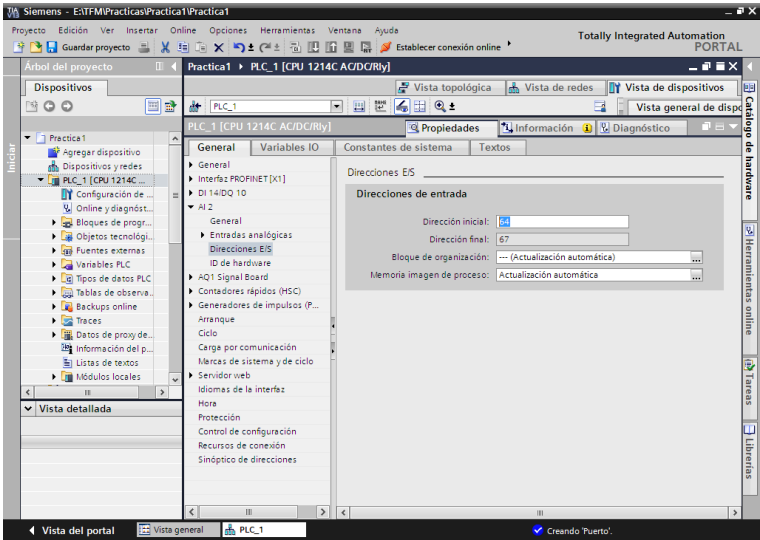 Siemens - E:\TFM\Practicas\Practica1\Practica1
Proyecto Edición Ver Insertar Online Opciones Herramientas Ventana Ayuda
Totally Integrated Automation
PORTAL
Guardar proyecto
Establecer conexión online
Árbol del proyecto
Practica1 PLC_1 [CPU 1214C AC/DC/Rly]
Dispositivos
Vista topológica Vista de redes Vista de dispositivos
PLC_1
Vista general de dispo
PLC_1 [CPU 1214C AC/DC/Rly]
Propiedades Información Diagnóstico
General Variables IO Constantes de sistema Textos
Iniciar
Practica1
Agregar dispositivo
Dispositivos y redes
PLC_1 [CPU 1214C ...
Configuración de ...
Online y diagnóst...
Bloques de progr...
Objetos tecnológi...
Fuentes externas
Variables PLC
Tipos de datos PLC
Tablas de observa..
Backups online
Traces
Datos de proxy de...
Información del p...
Listas de textos
Módulos locales
Vista detallada
General
Interfaz PROFINET [X1]
DI 14/DQ 10
AI 2
General
Entradas analógicas
Direcciones E/S
ID de hardware
AQ1 Signal Board
Contadores rápidos (HSC)
Generadores de impulsos (P...
Arranque
Ciclo
Carga por comunicación
Marcas de sistema y de ciclo
Servidor web
Idiomas de la interfaz
Hora
Protección
Control de configuración
Recursos de conexión
Sinóptico de direcciones
Direcciones E/S
Direcciones de entrada
Dirección inicial: 64
Dirección final: 67
Bloque de organización: --- (Actualización automática) ...
Memoria imagen de proceso: Actualización automática ...
Catálogo de hardware
Herramientas online
Tareas
Librerías
Vista del portal Vista general PLC_1 Creando 'Puerto'.